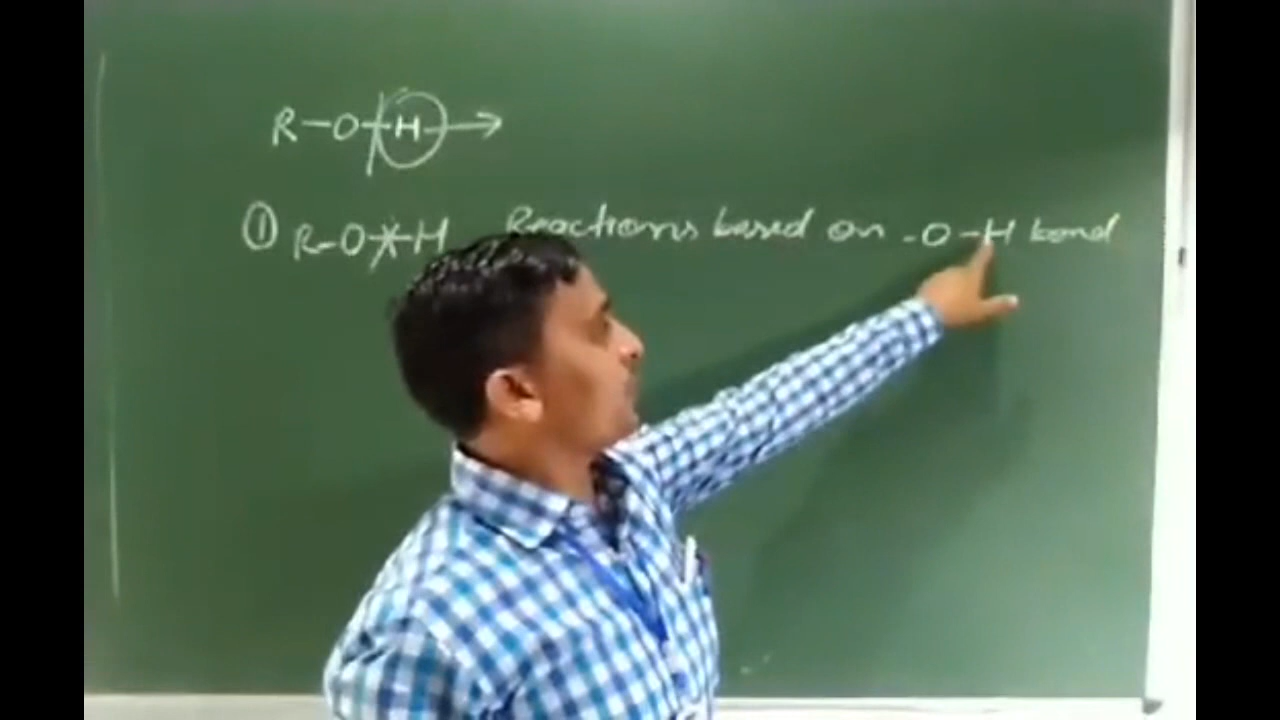 R-O-H →
① R-O-H Reactions based on -O-H bond